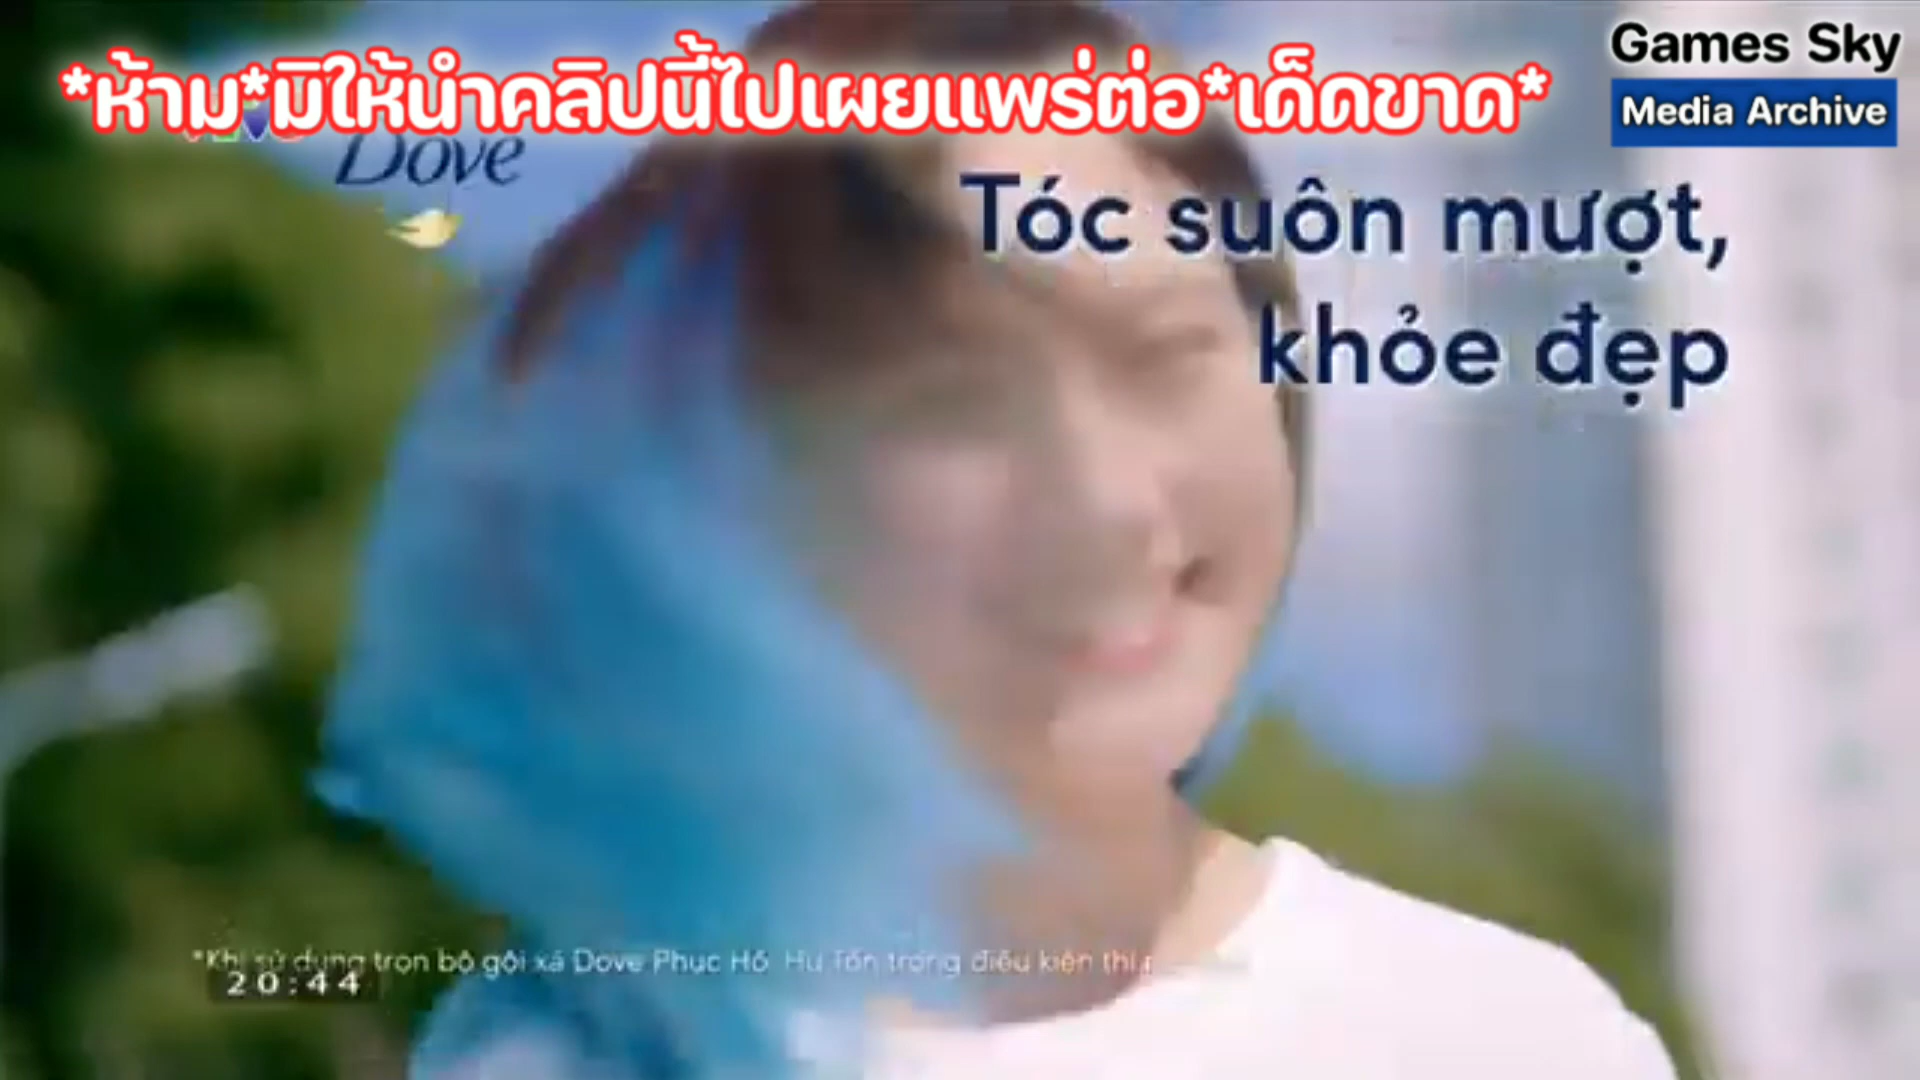 *ห้าม*มิให้นำคลิปนี้ไปเผยแพร่ต่อ*เด็ดขาด*
Games Sky
Media Archive
Dove
Tóc suôn mượt,
khỏe đẹp
*Khi sử dụng trọn bộ gội xả Dove Phục Hồi Hư Tổn trong điều kiện thí
20:44